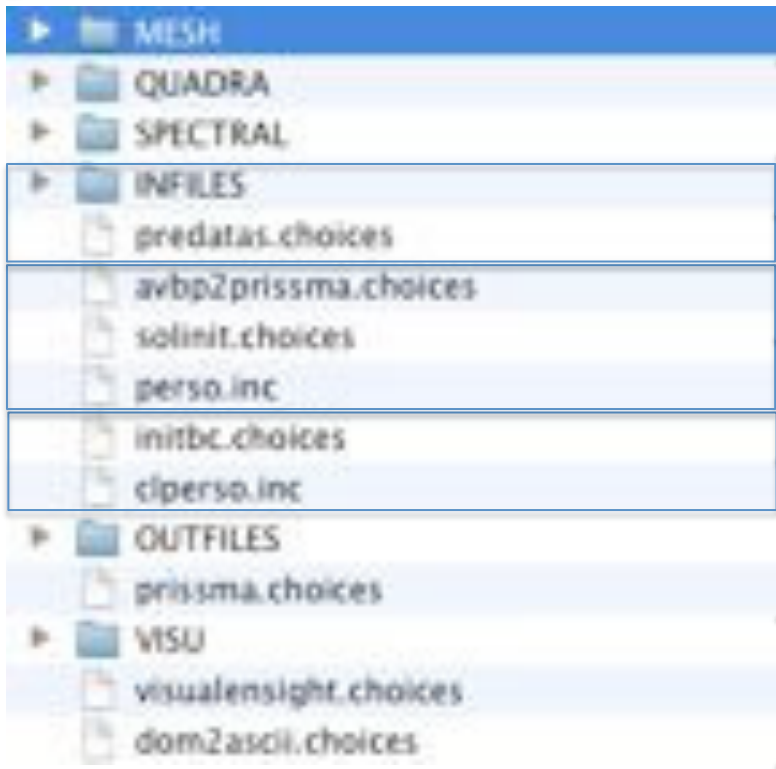 MESH
QUADRA
SPECTRAL
INFILES
predatas.choices
avbp2prissma.choices
solinit.choices
perso.inc
initbc.choices
clperso.inc
OUTFILES
prissma.choices
VISU
visualensight.choices
dom2ascii.choices